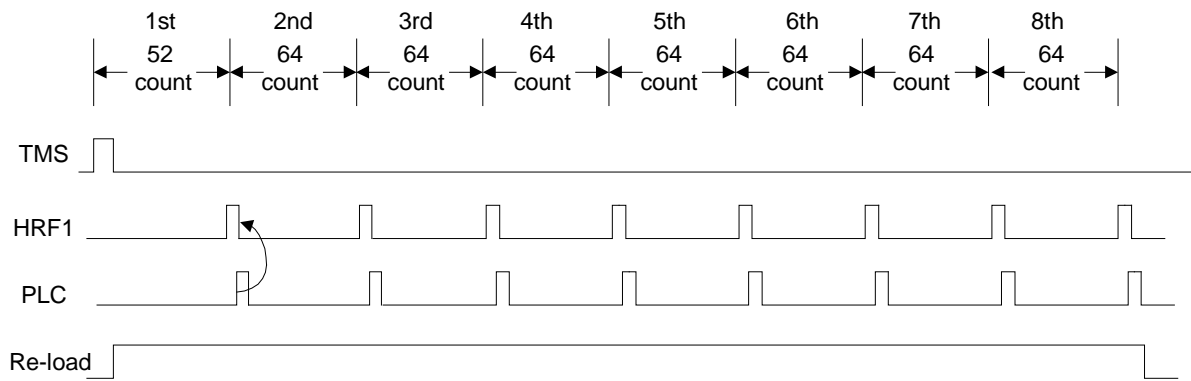 1st 2nd 3rd 4th 5th 6th 7th 8th
52 64 64 64 64 64 64 64
count count count count count count count count
TMS
HRF1
PLC
Re-load